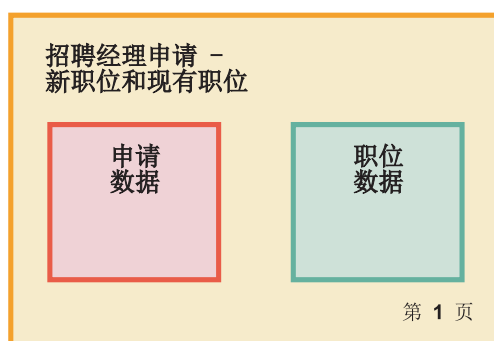 招聘经理申请 –
新职位和现有职位
申请
数据
职位
数据
第 1 页